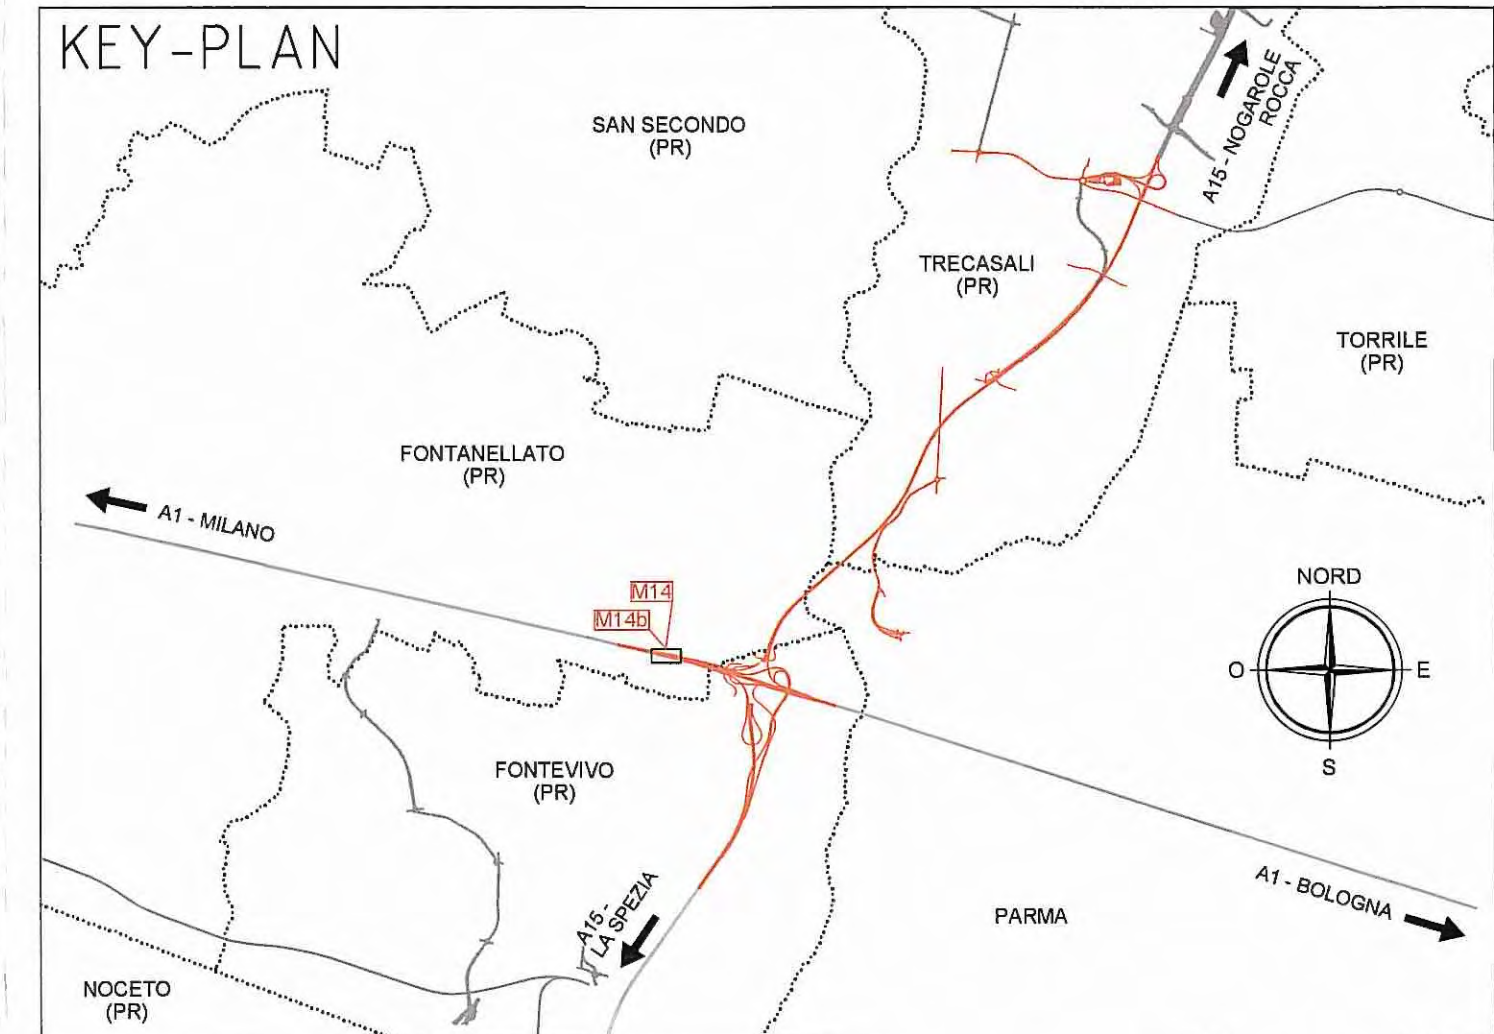 KEY-PLAN
SAN SECONDO
(PR)
A15 - NOGAROLE
ROCCA
TRECASALI
(PR)
TORRILE
(PR)
FONTANELLATO
(PR)
A1 - MILANO
M14
M14b
NORD
O
E
S
FONTEVIVO
(PR)
A15 -
LA SPEZIA
A1 - BOLOGNA
PARMA
NOCETO
(PR)